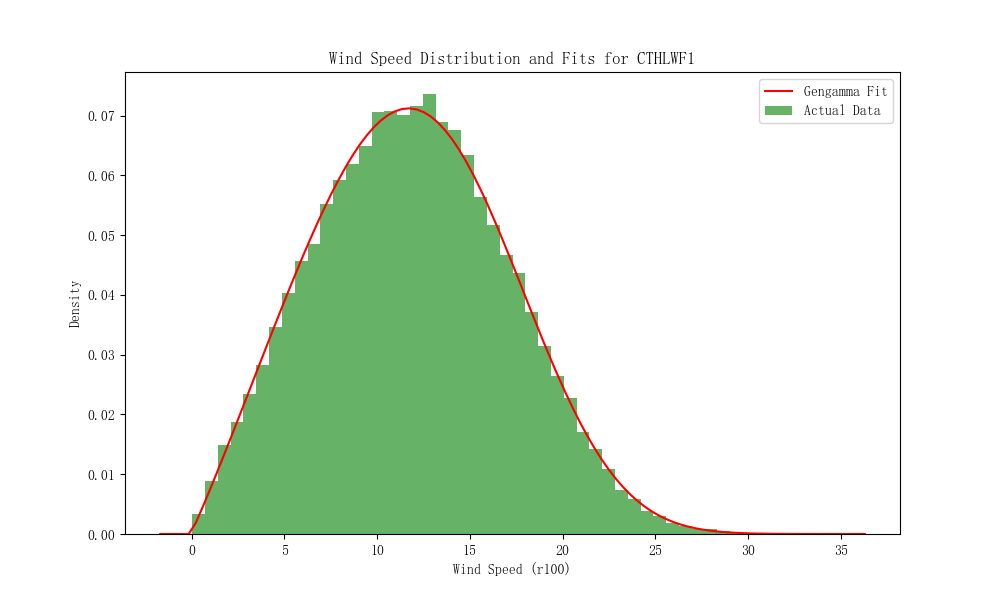 Wind Speed Distribution and Fits for CTHLWF1
Gengamma Fit
Actual Data
0.07
0.06
0.05
0.04
0.03
0.02
0.01
0.00
Density
0 5 10 15 20 25 30 35
Wind Speed (r100)